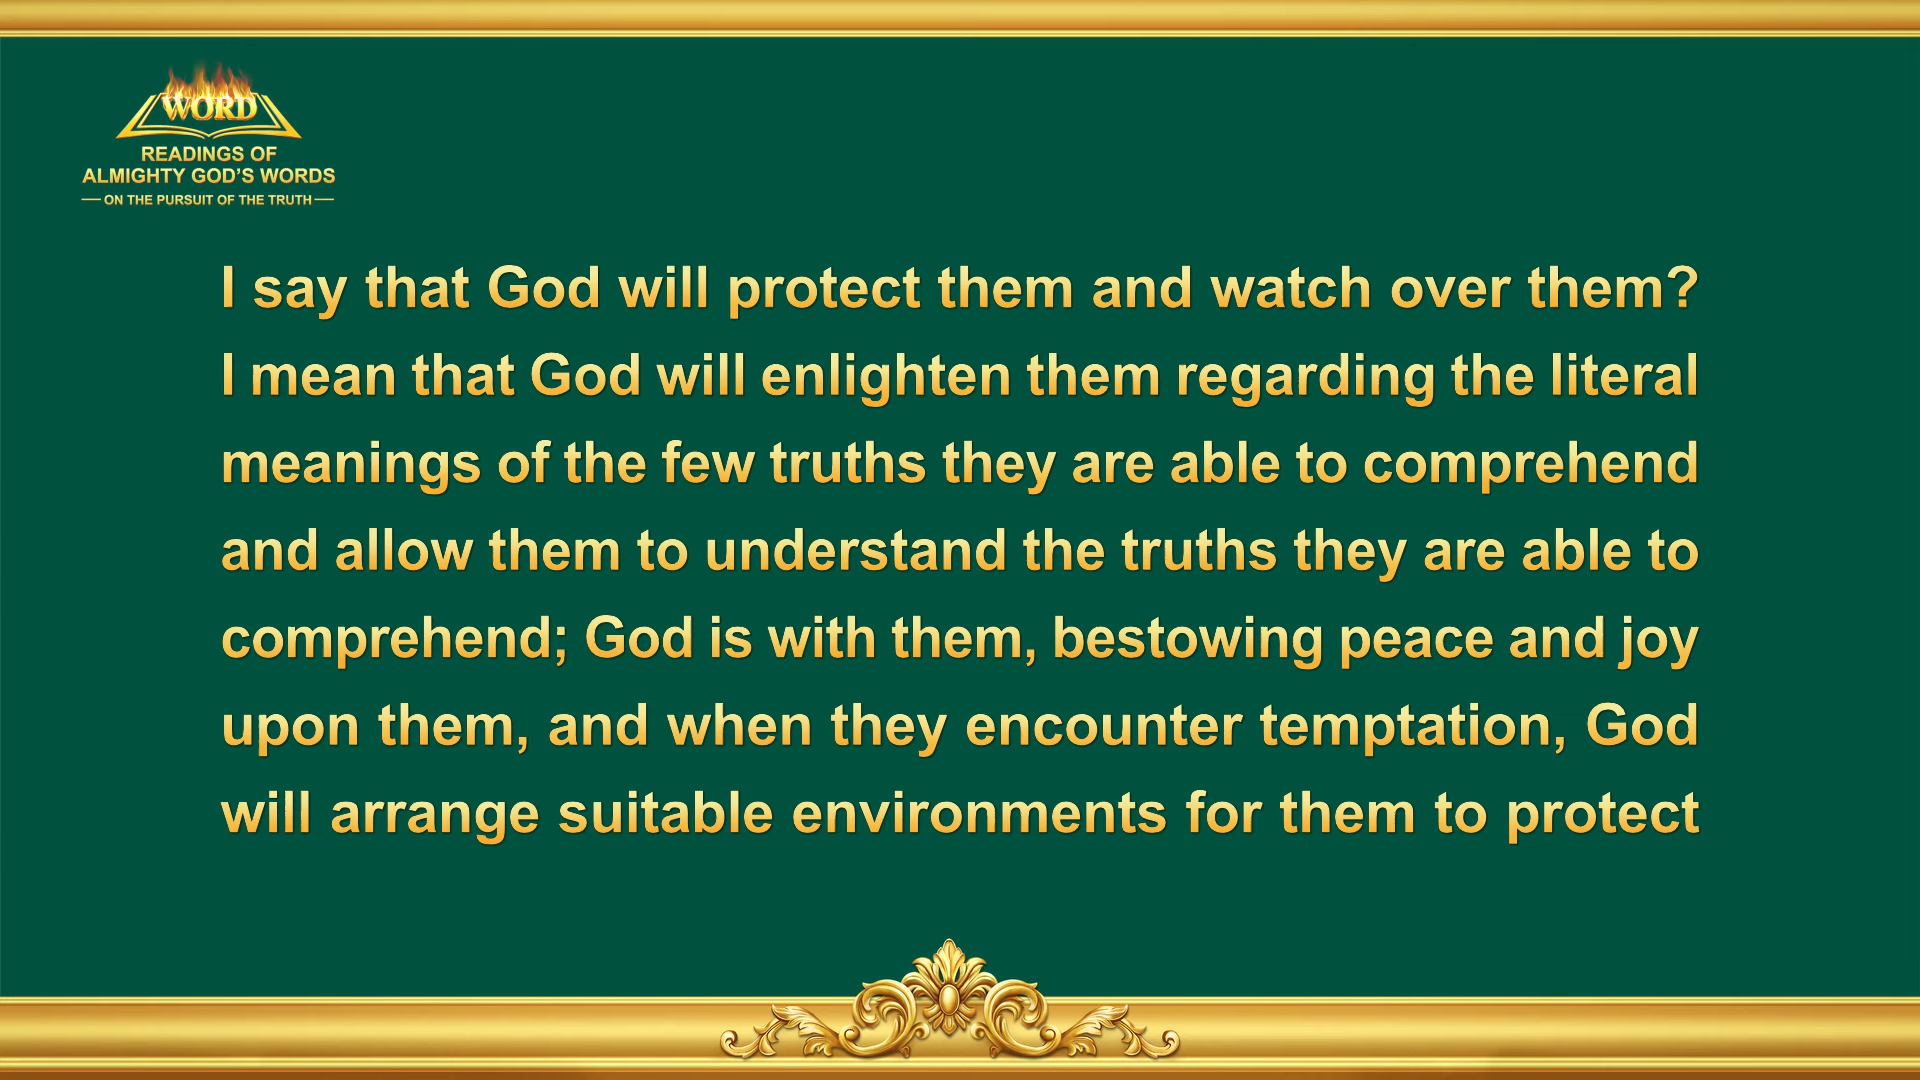 WORD
READINGS OF
ALMIGHTY GOD'S WORDS
— ON THE PURSUIT OF THE TRUTH —
I say that God will protect them and watch over them?
I mean that God will enlighten them regarding the literal
meanings of the few truths they are able to comprehend
and allow them to understand the truths they are able to
comprehend; God is with them, bestowing peace and joy
upon them, and when they encounter temptation, God
will arrange suitable environments for them to protect